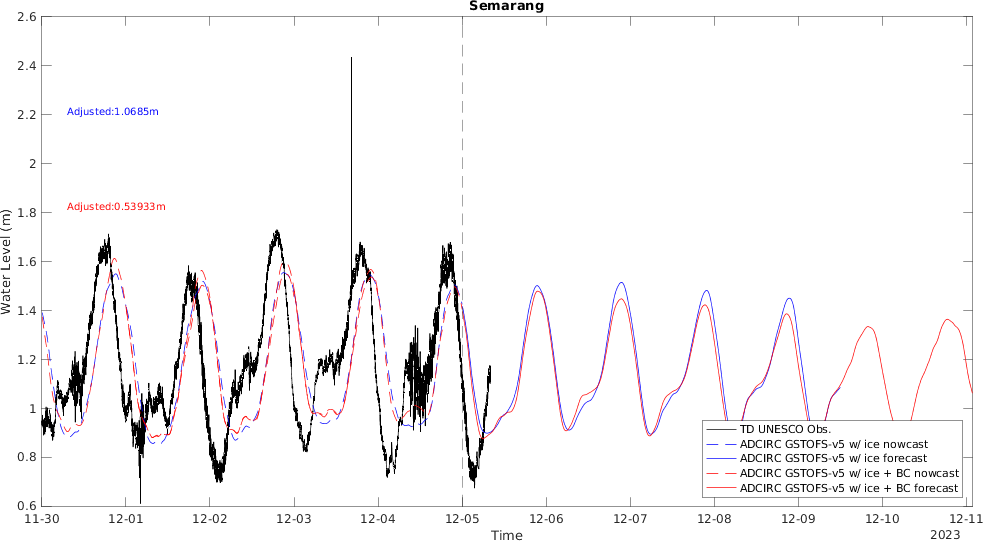 Semarang
2.6
2.4
2.2
2
1.8
1.6
1.4
1.2
1
0.8
0.6
Water Level (m)
Adjusted:1.0685m
Adjusted:0.53933m
TD UNESCO Obs.
ADCIRC GSTOFS-v5 w/ ice nowcast
ADCIRC GSTOFS-v5 w/ ice forecast
ADCIRC GSTOFS-v5 w/ ice + BC nowcast
ADCIRC GSTOFS-v5 w/ ice + BC forecast
11-30 12-01 12-02 12-03 12-04 12-05 12-06 12-07 12-08 12-09 12-10 12-11
Time 2023